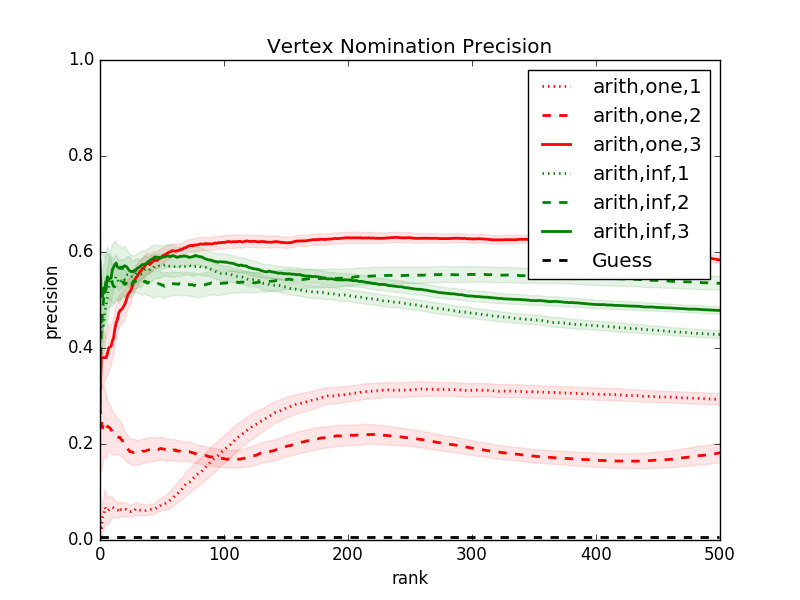 Vertex Nomination Precision
1.0
0.8
0.6
0.4
0.2
0.0
precision
arith,one,1
arith,one,2
arith,one,3
arith,inf,1
arith,inf,2
arith,inf,3
Guess
0 100 200 300 400 500
rank